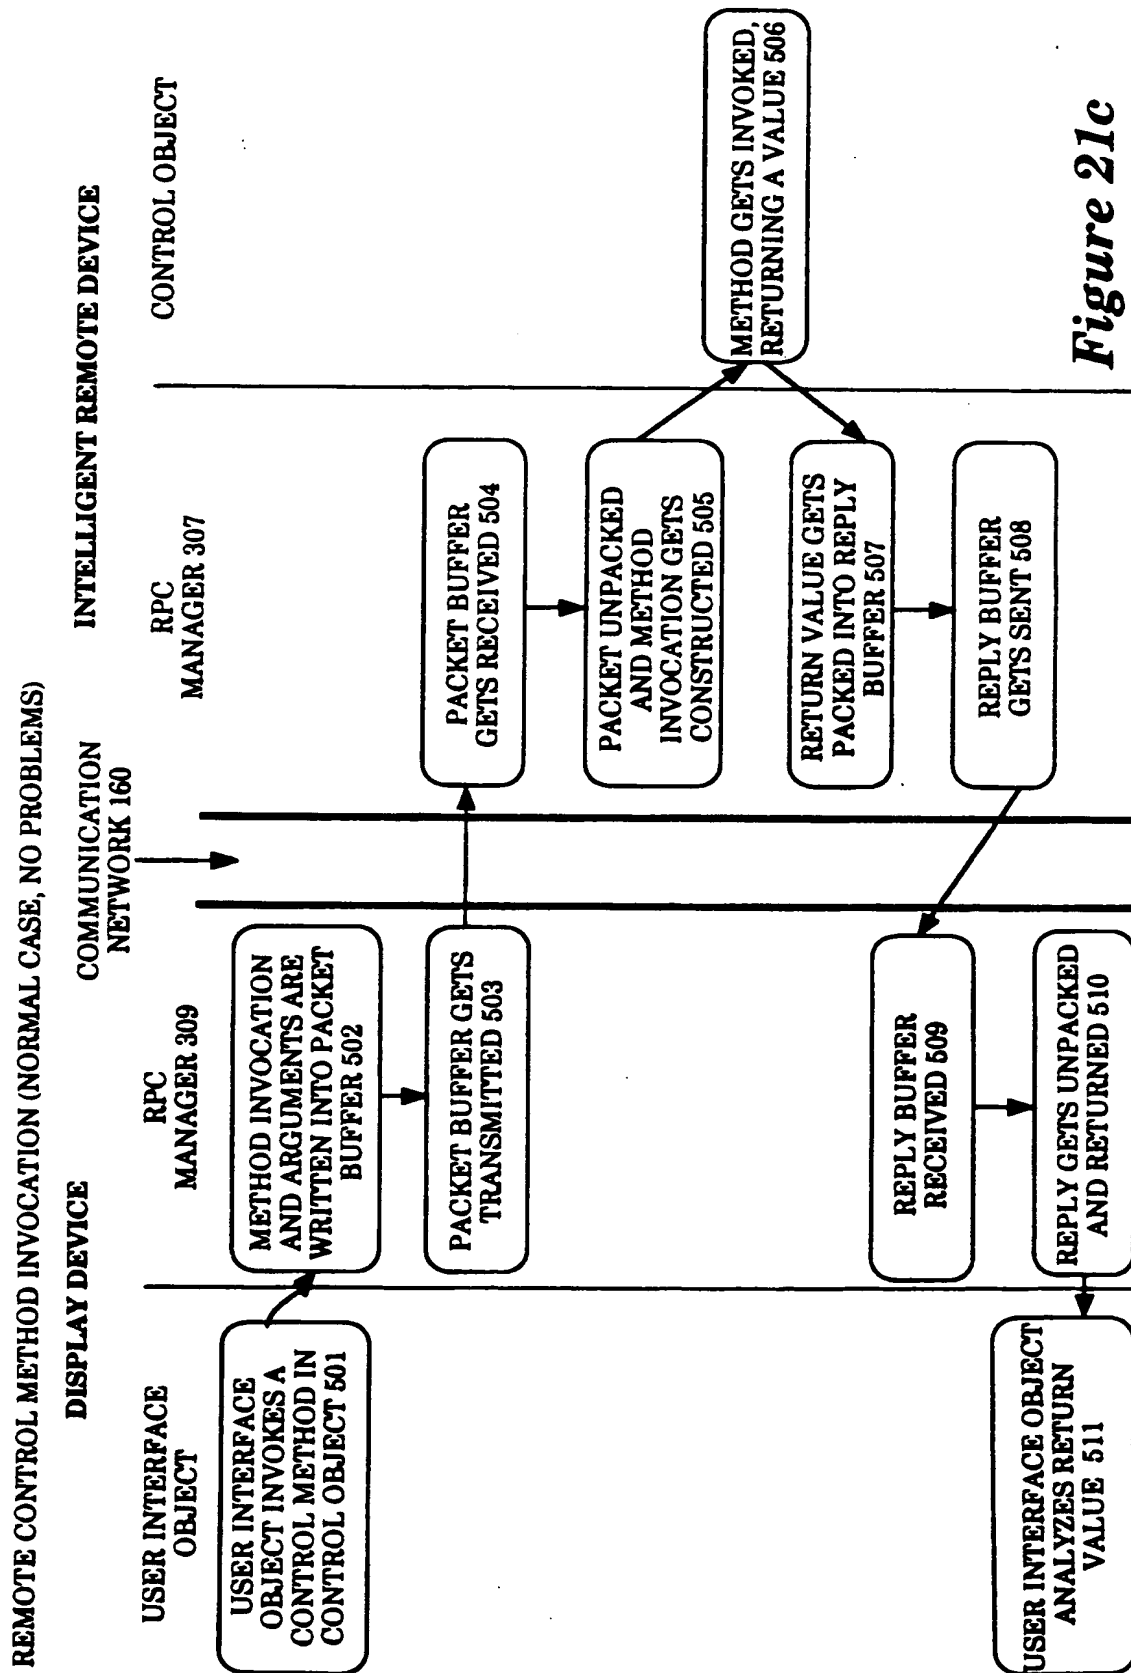 REMOTE CONTROL METHOD INVOCATION (NORMAL CASE, NO PROBLEMS)
DISPLAY DEVICE
COMMUNICATION
NETWORK 160
INTELLIGENT REMOTE DEVICE
USER INTERFACE
OBJECT
RPC
MANAGER 309
RPC
MANAGER 307
CONTROL OBJECT
USER INTERFACE
OBJECT INVOKES A
CONTROL METHOD IN
CONTROL OBJECT 501
METHOD INVOCATION
AND ARGUMENTS ARE
WRITTEN INTO PACKET
BUFFER 502
PACKET BUFFER GETS
TRANSMITTED 503
PACKET BUFFER
GETS RECEIVED 504
PACKET UNPACKED
AND METHOD
INVOCATION GETS
CONSTRUCTED 505
METHOD GETS INVOKED,
RETURNING A VALUE 506
RETURN VALUE GETS
PACKED INTO REPLY
BUFFER 507
REPLY BUFFER
GETS SENT 508
REPLY BUFFER
RECEIVED 509
REPLY GETS UNPACKED
AND RETURNED 510
USER INTERFACE OBJECT
ANALYZES RETURN
VALUE 511
Figure 21c